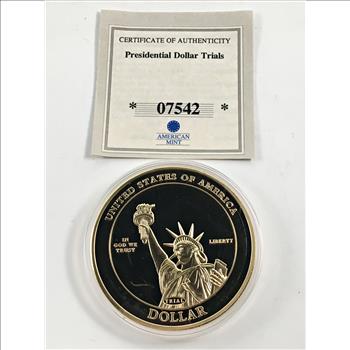 CERTIFICATE OF AUTHENTICITY
Presidential Dollar Trials
* 07542 *
AMERICAN
MINT
UNITED STATES OF AMERICA
IN
GOD WE
TRUST
LIBERTY
TRIAL
DOLLAR